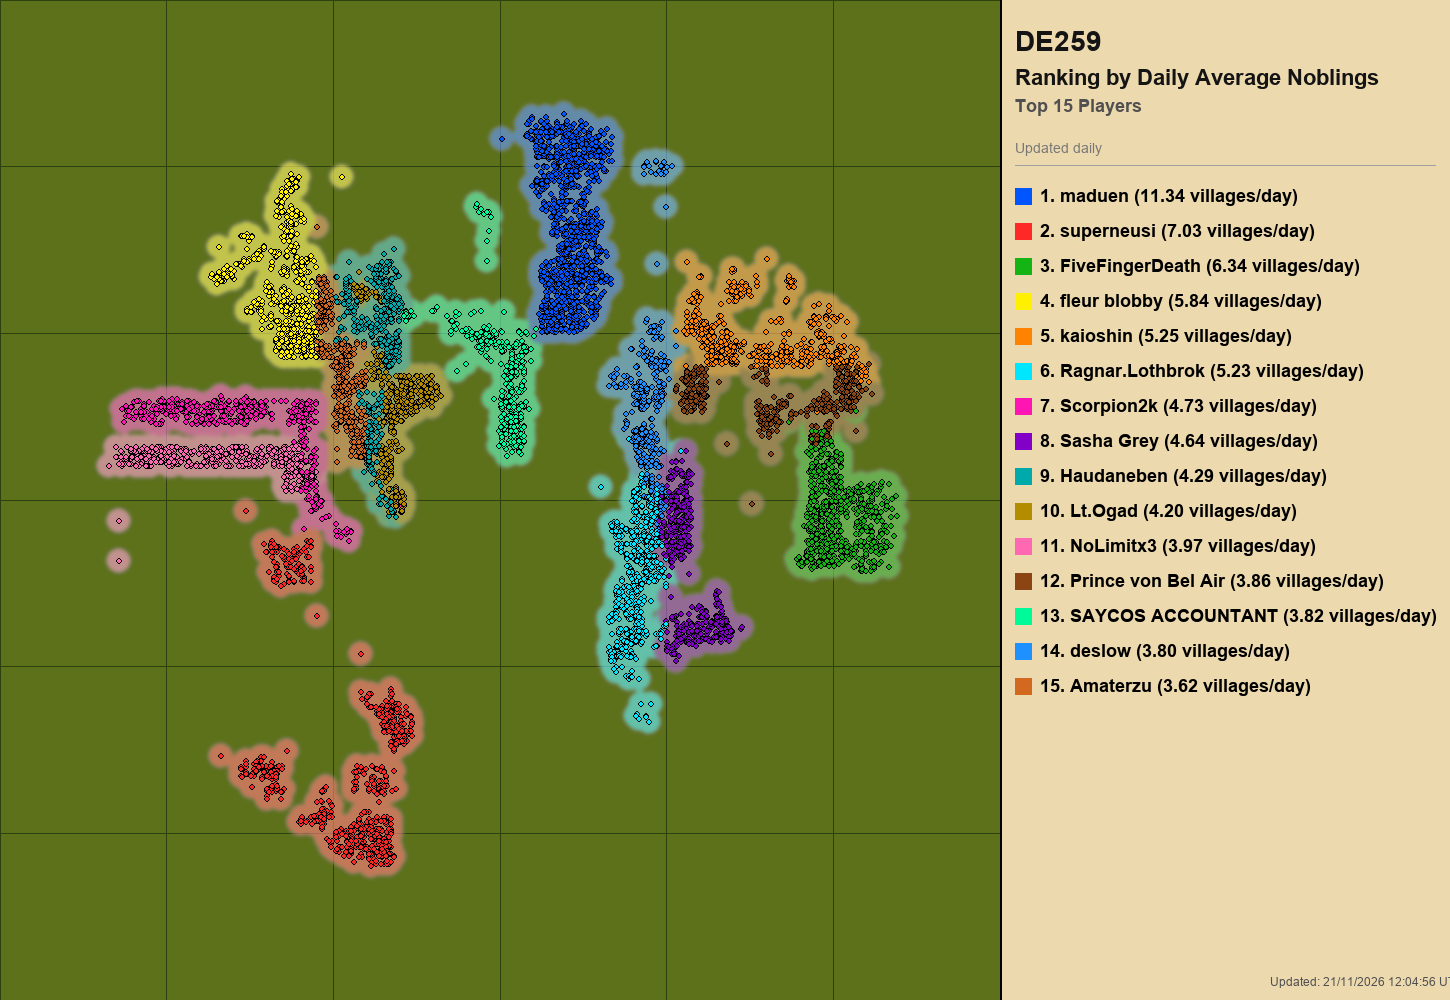 DE259
Ranking by Daily Average Noblings
Top 15 Players
Updated daily
1. maduen (11.34 villages/day)
2. superneusi (7.03 villages/day)
3. FiveFingerDeath (6.34 villages/day)
4. fleur blobby (5.84 villages/day)
5. kaioshin (5.25 villages/day)
6. Ragnar.Lothbrok (5.23 villages/day)
7. Scorpion2k (4.73 villages/day)
8. Sasha Grey (4.64 villages/day)
9. Haudaneben (4.29 villages/day)
10. Lt.Ogad (4.20 villages/day)
11. NoLimitx3 (3.97 villages/day)
12. Prince von Bel Air (3.86 villages/day)
13. SAYCOS ACCOUNTANT (3.82 villages/day)
14. deslow (3.80 villages/day)
15. Amaterzu (3.62 villages/day)
Updated: 21/11/2026 12:04:56